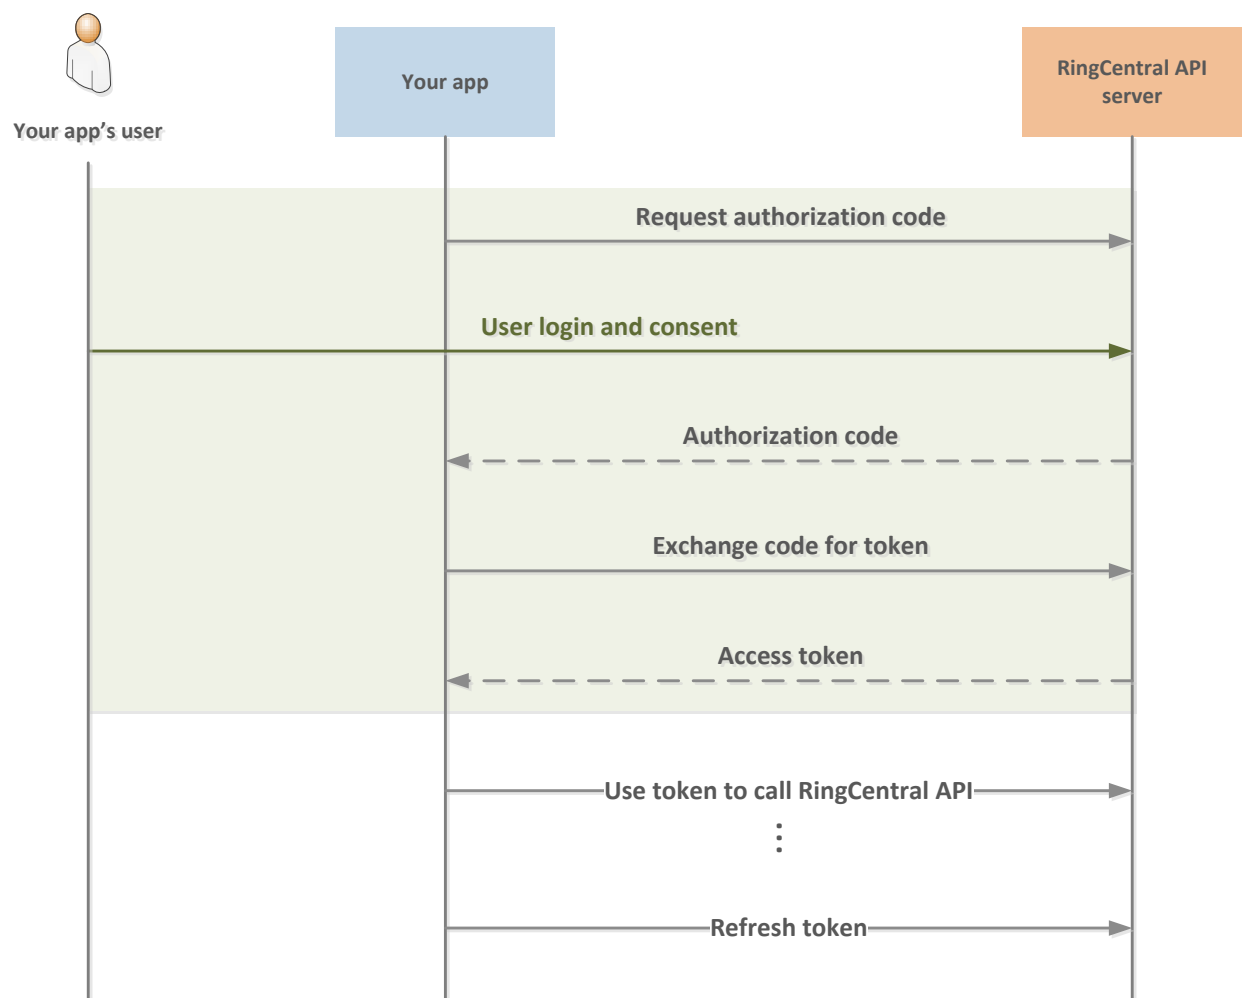 Your app's user
Your app
RingCentral API
server
Request authorization code
User login and consent
Authorization code
Exchange code for token
Access token
Use token to call RingCentral API
Refresh token